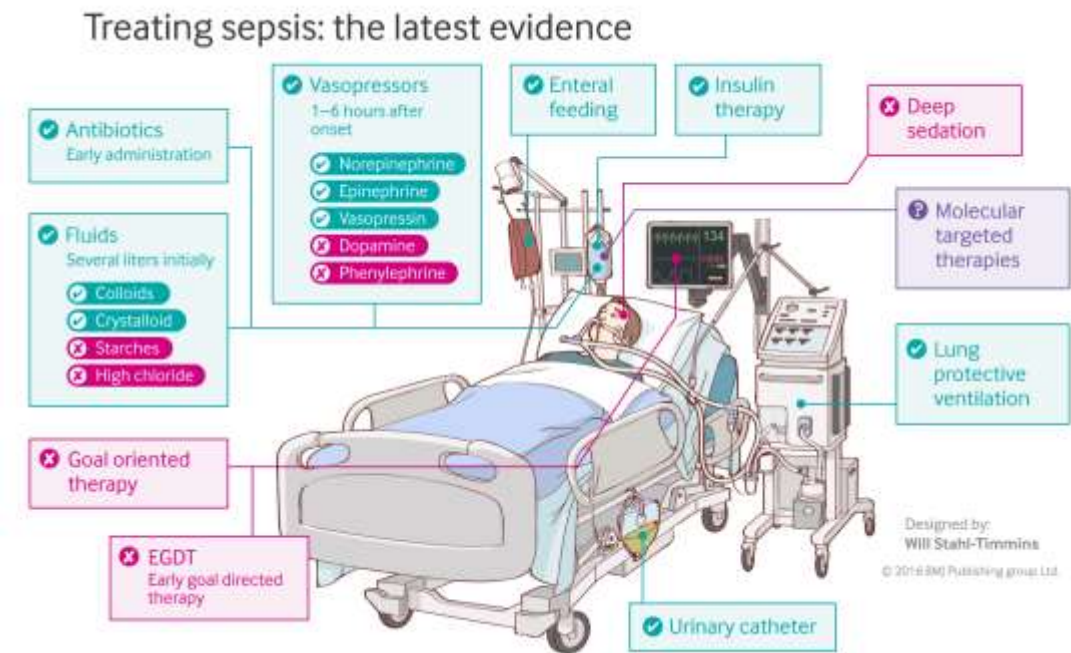 Treating sepsis: the latest evidence
Antibiotics
Early administration
Fluids
Several liters initially
Colloids
Crystalloid
Starches
High chloride
Vasopressors
1–6 hours after
onset
Norepinephrine
Epinephrine
Vasopressin
Dopamine
Phenylephrine
Enteral
feeding
Insulin
therapy
Deep
sedation
? Molecular
targeted
therapies
134
Lung
protective
ventilation
Goal oriented
therapy
EGDT
Early goal directed
therapy
Urinary catheter
Designed by:
Will Stahl-Timmins
© 2016 BMJ Publishing group Ltd.